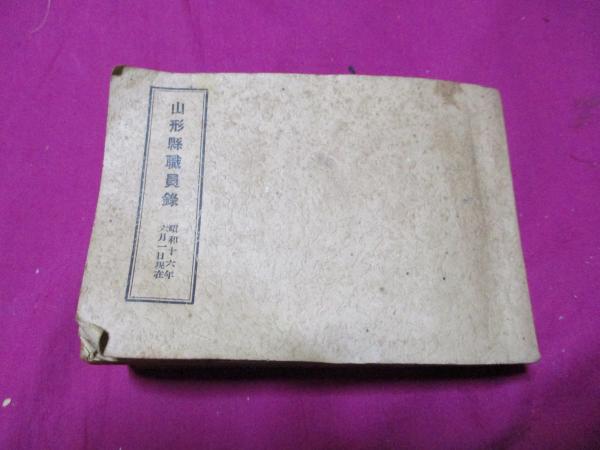 山形縣職員錄
昭和十六年
六月一日現在